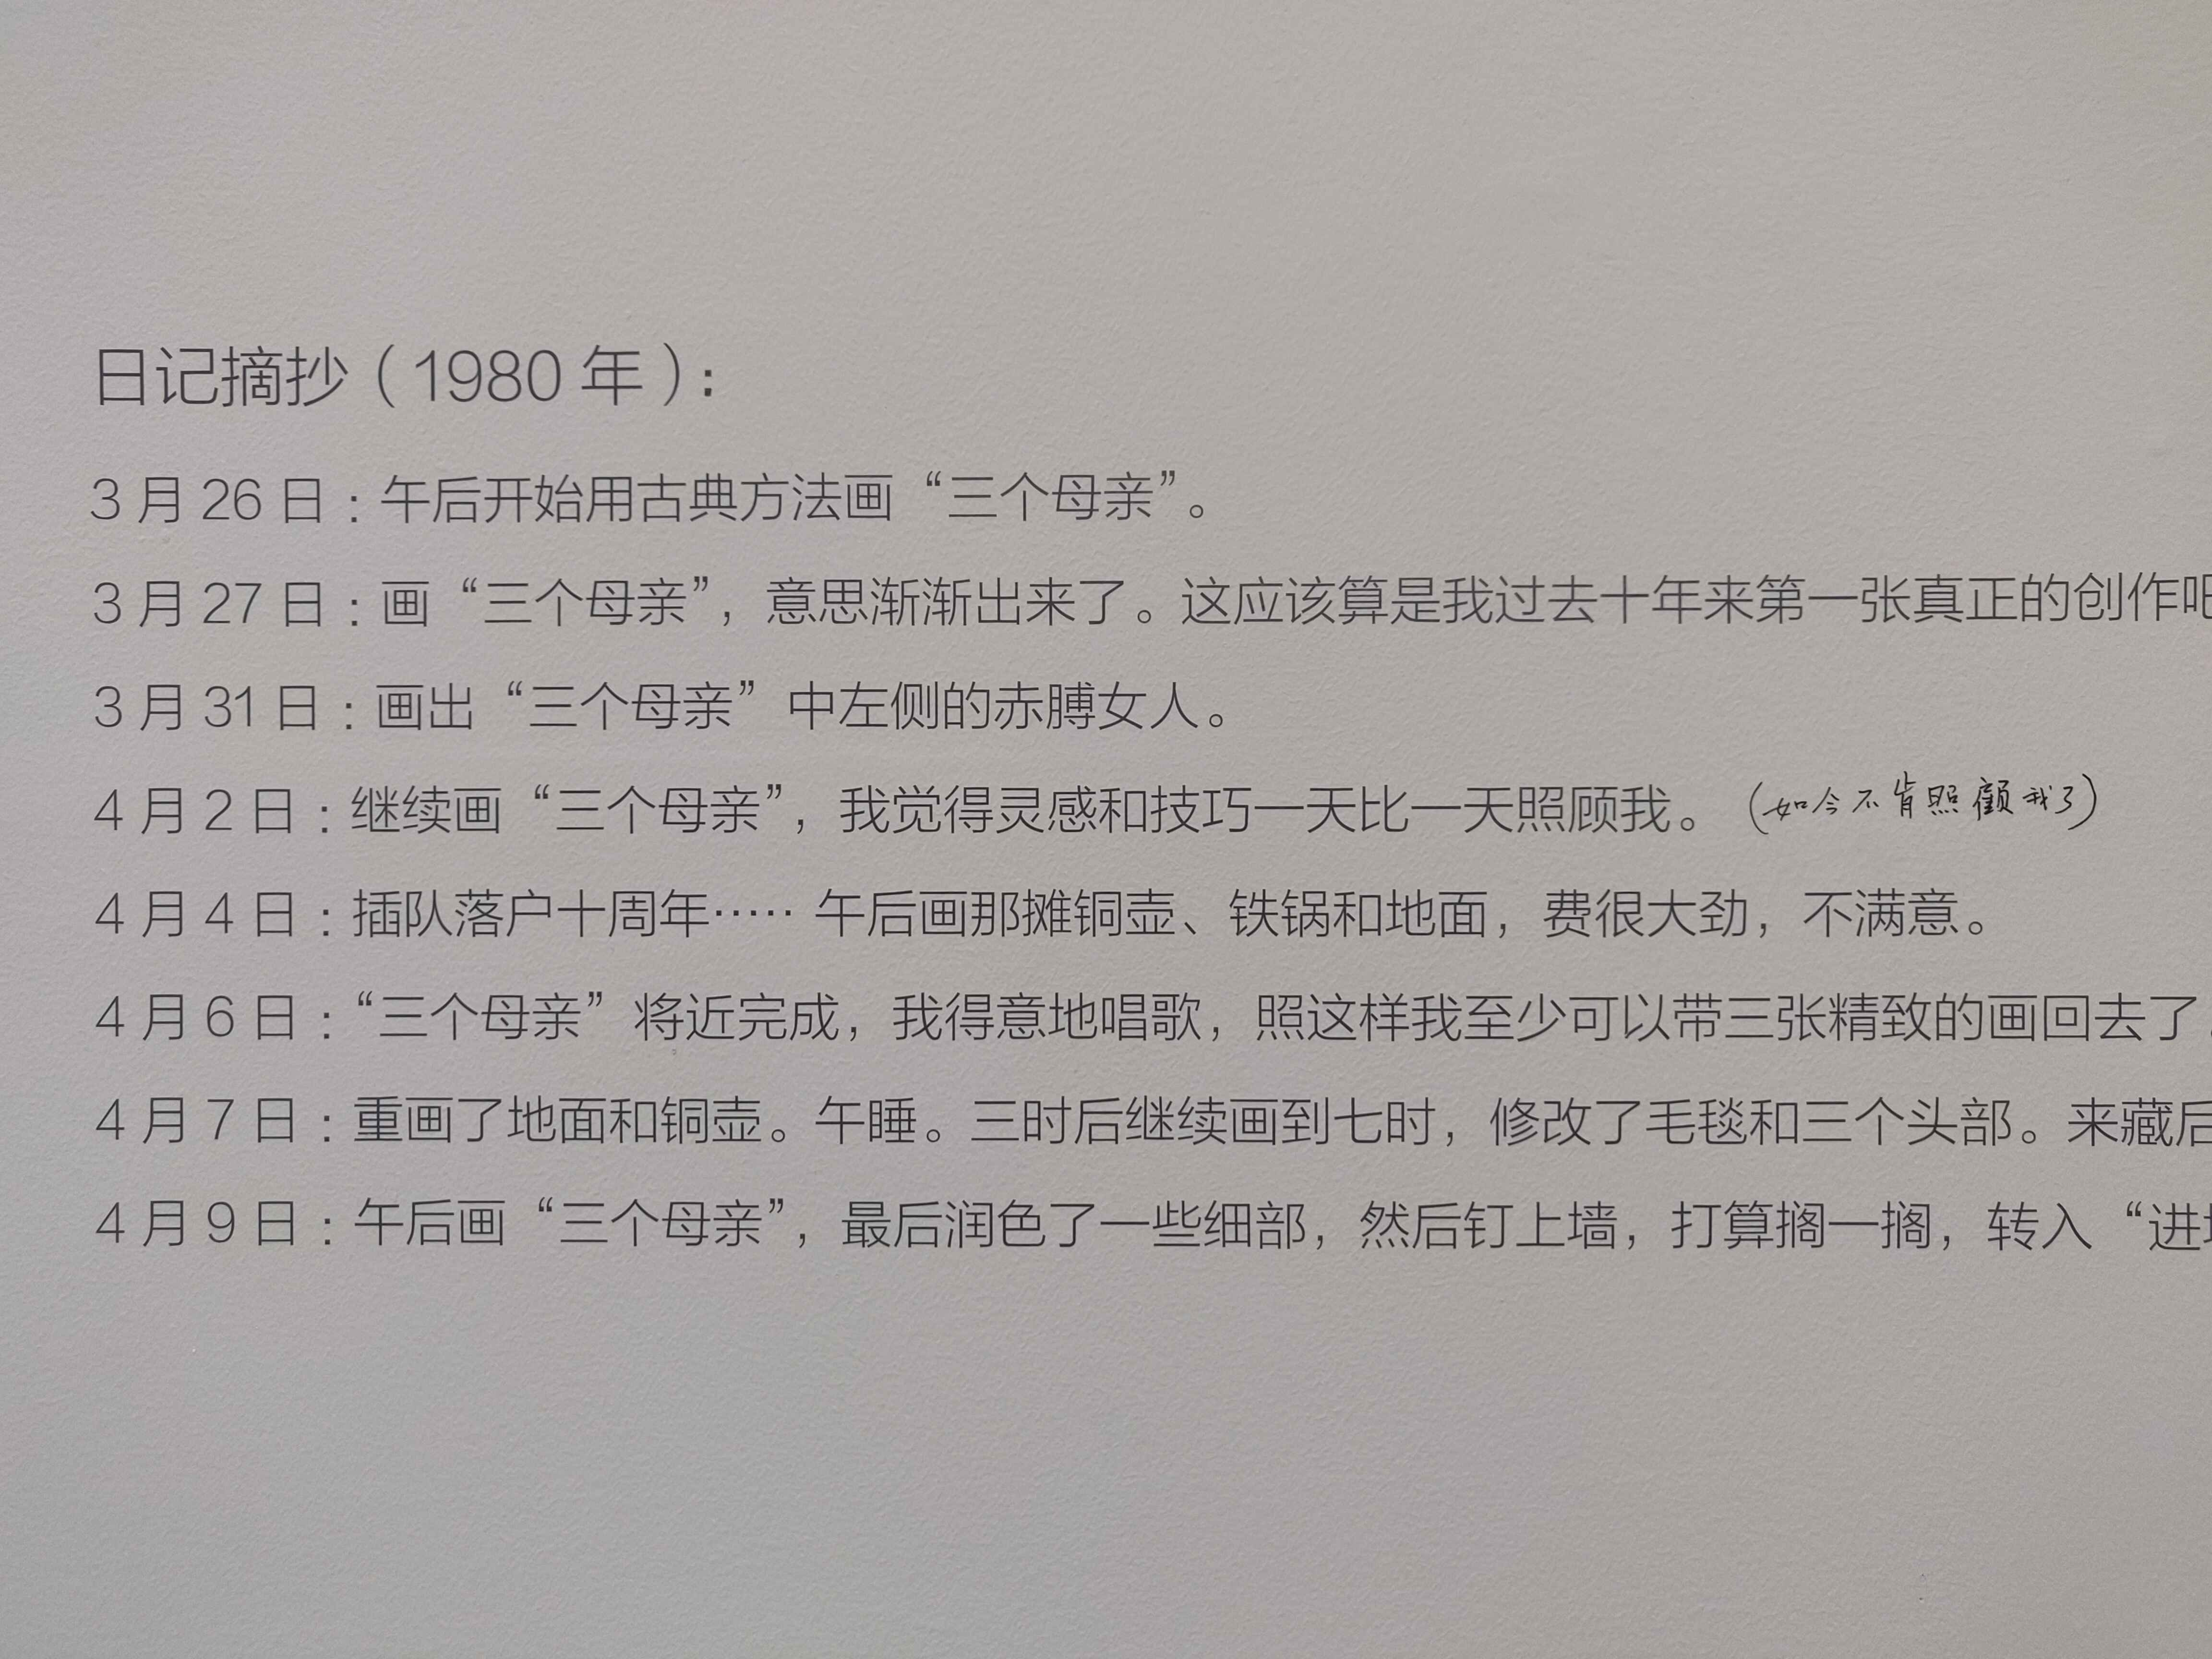 日记摘抄（1980 年）：
3 月 26 日：午后开始用古典方法画“三个母亲”。
3 月 27 日：画“三个母亲”，意思渐渐出来了。这应该算是我过去十年来第一张真正的创作吧
3 月 31 日：画出“三个母亲”中左侧的赤膊女人。
4 月 2 日：继续画“三个母亲”，我觉得灵感和技巧一天比一天照顾我。（如今不肯照顧我了）
4 月 4 日：插队落户十周年…… 午后画那摊铜壶、铁锅和地面，费很大劲，不满意。
4 月 6 日：“三个母亲”将近完成，我得意地唱歌，照这样我至少可以带三张精致的画回去了
4 月 7 日：重画了地面和铜壶。午睡。三时后继续画到七时，修改了毛毯和三个头部。来藏后
4 月 9 日：午后画“三个母亲”，最后润色了一些细部，然后钉上墙，打算搁一搁，转入“进